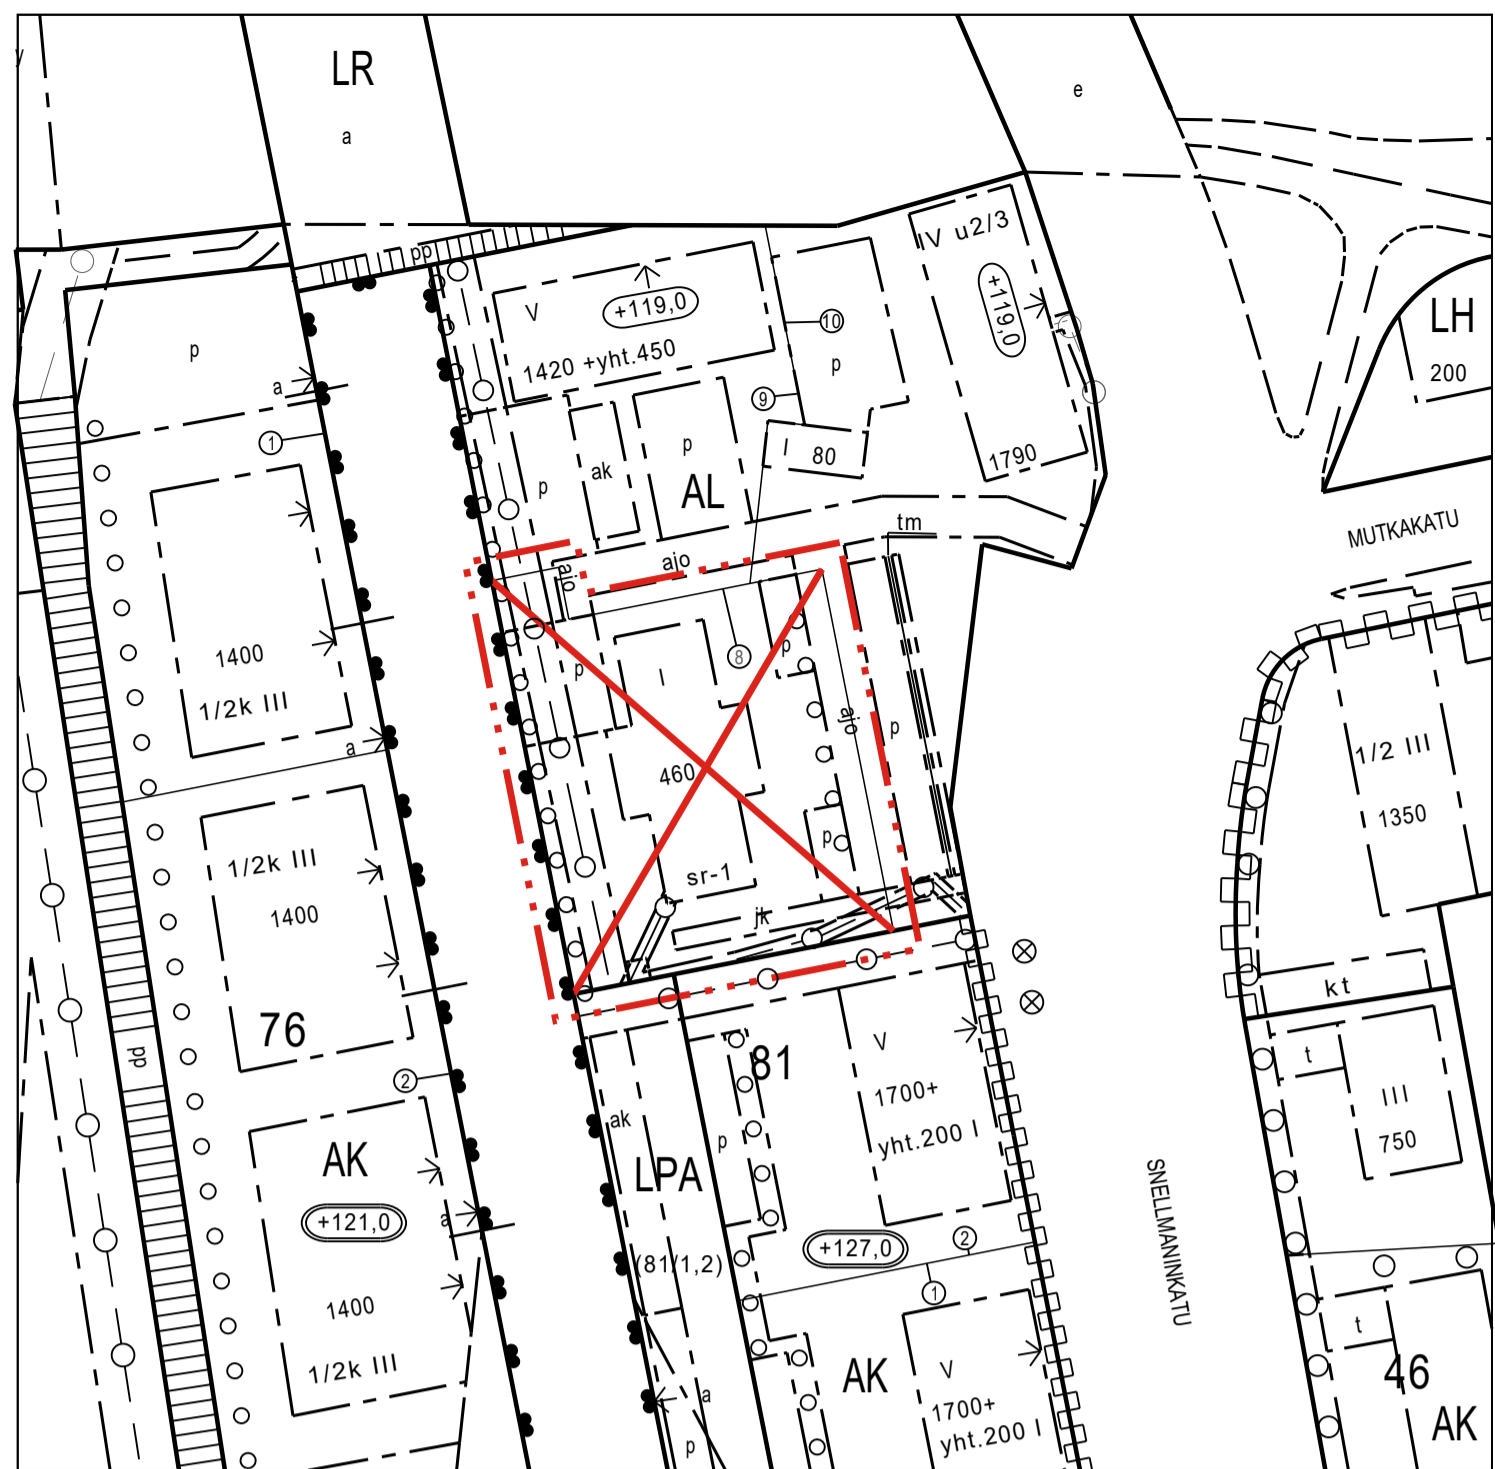 y
LR
a
e
pp
V
+119,0
1420 +yht.450
10
p
IV u2/3
+119,0
1790
LH
200
p
a
1
9
p
ak
p
AL
I 80
tm
MUTKAKATU
ajo
ajo
1400
1/2k III
p
I
8
p
ajo
p
a
460
1/2 III
1350
1/2k III
1400
sr-1
p
jk
kt
76
pp
2
81
V
1700+
yht.200 I
t
III
750
ak
p
LPA
AK
+121,0
a
(81/1,2)
+127,0
2
1
SNELLMANINKATU
1400
1/2k III
AK
V
1700+
yht.200 I
a
p
t
46
AK